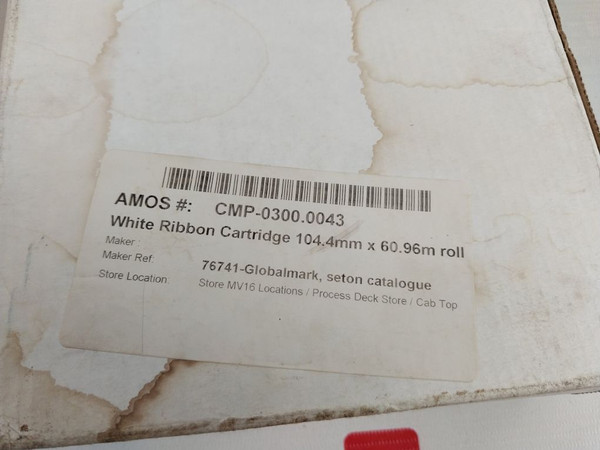 AMOS #: CMP-0300.0043
White Ribbon Cartridge 104.4mm x 60.96m roll
Maker :
Maker Ref: 76741-Globalmark, seton catalogue
Store Location: Store MV16 Locations / Process Deck Store / Cab Top